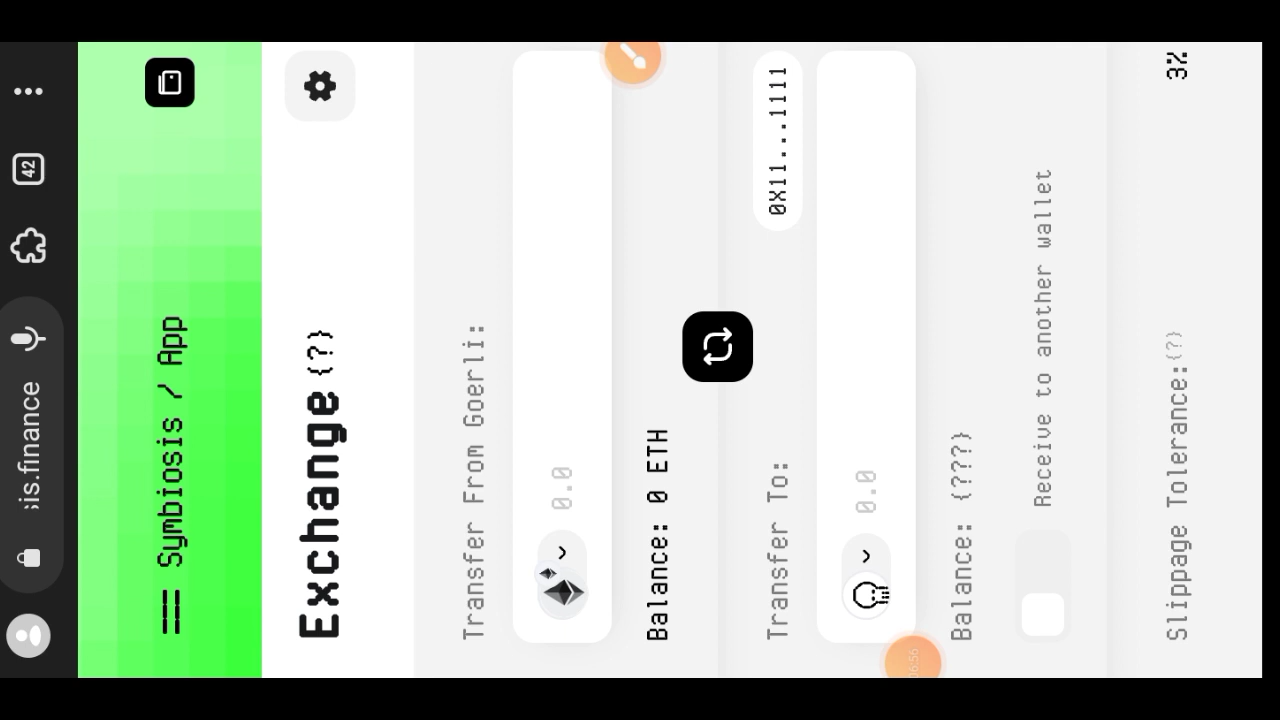 sis.finance
42
Symbiosis / App
Exchange {?}
Transfer From Goerli:
0.0
Balance: 0 ETH
Transfer To:
0X11...1111
0.0
Balance: {???}
Receive to another wallet
Slippage Tolerance:{?}
3%